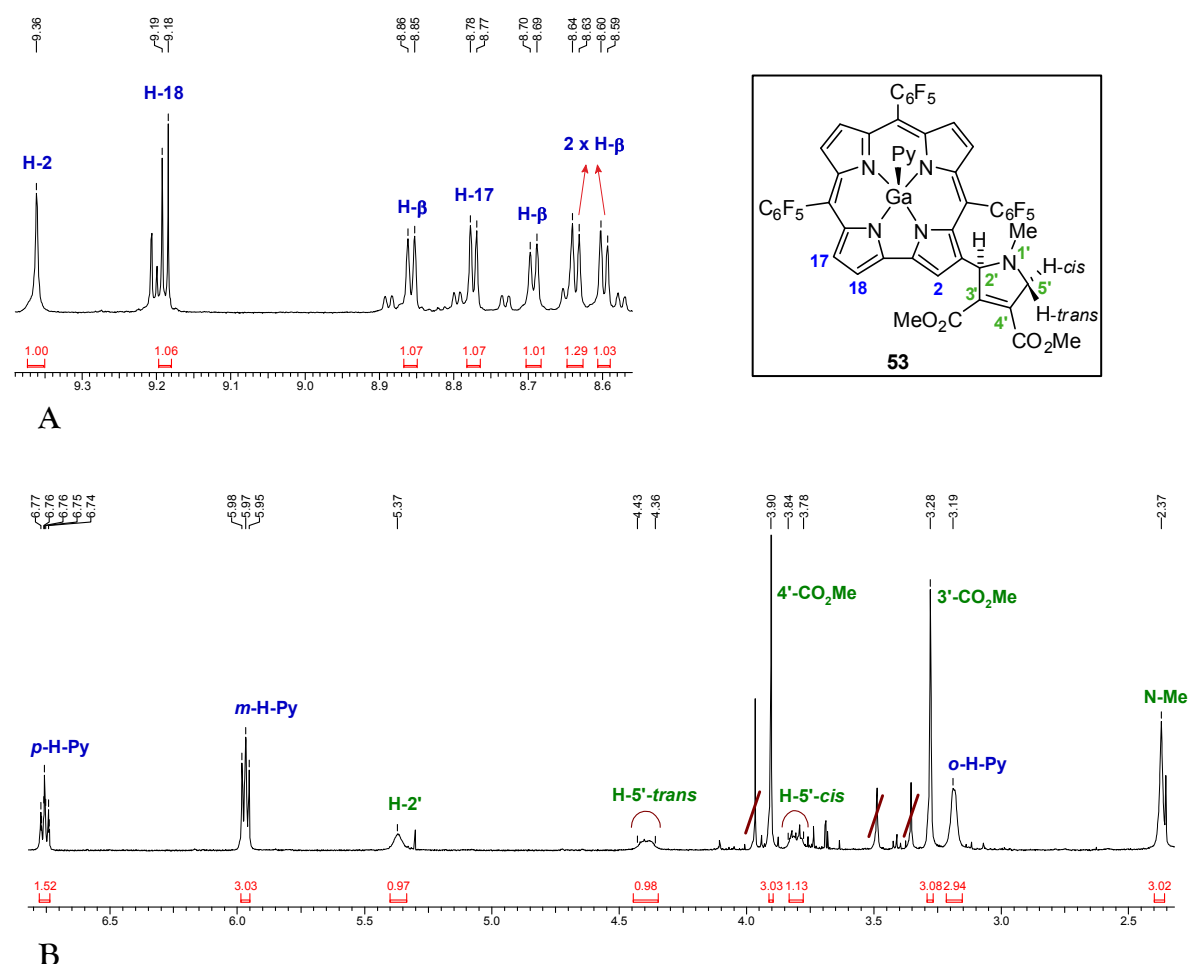 9.36 9.19 9.18 8.86 8.85 8.78 8.77 8.70 8.69 8.64 8.63 8.60 8.59
H-2
H-18
H-β
H-17
H-β
2 x H-β
1.00 1.06 1.07 1.07 1.01 1.29 1.03
9.3 9.2 9.1 9.0 8.9 8.8 8.7 8.6
A
C6F5
Py
N N
Ga
C6F5
C6F5
N N
H
Me
N 1'
H-cis
17
18
2
2'
5'
3'
H-trans
MeO2C
4'
CO2Me
53
6.77 6.76 6.76 6.75 6.74 5.98 5.97 5.95 5.37 4.43 4.36 3.90 3.84 3.78 3.28 3.19 2.37
p-H-Py
m-H-Py
H-2'
H-5'-trans
4'-CO2Me
H-5'-cis
3'-CO2Me
o-H-Py
N-Me
1.52 3.03 0.97 0.98 3.03 1.13 3.08 2.94 3.02
6.5 6.0 5.5 5.0 4.5 4.0 3.5 3.0 2.5
B